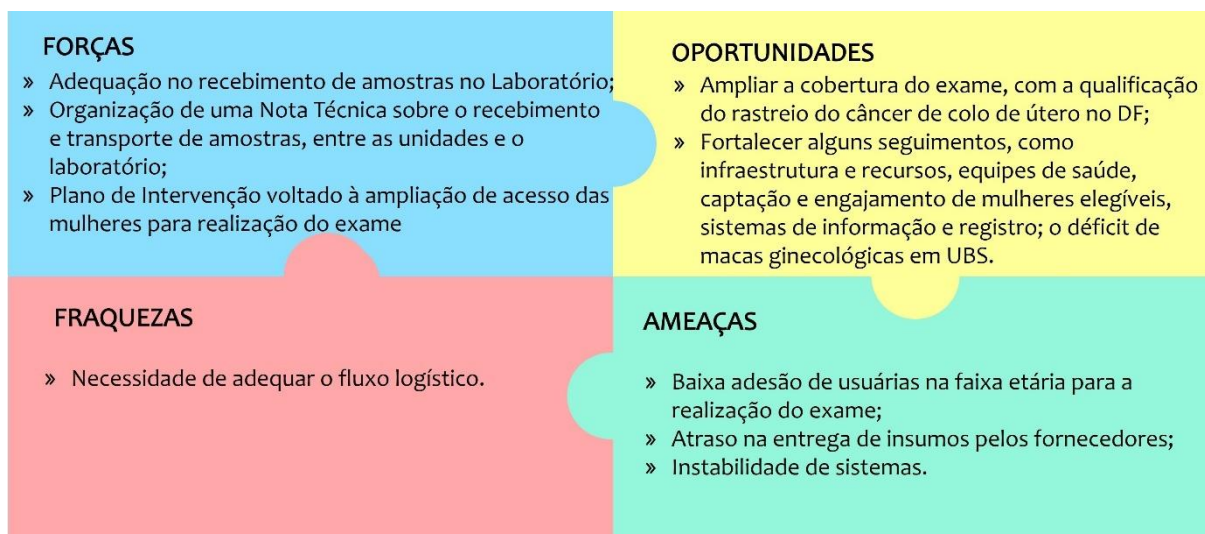 FORÇAS
» Adequação no recebimento de amostras no Laboratório;
» Organização de uma Nota Técnica sobre o recebimento
e transporte de amostras, entre as unidades e o
laboratório;
» Plano de Intervenção voltado à ampliação de acesso das
mulheres para realização do exame
OPORTUNIDADES
» Ampliar a cobertura do exame, com a qualificação
do rastreio do câncer de colo de útero no DF;
» Fortalecer alguns seguimentos, como
infraestrutura e recursos, equipes de saúde,
captação e engajamento de mulheres elegíveis,
sistemas de informação e registro; o déficit de
macas ginecológicas em UBS.
FRAQUEZAS
» Necessidade de adequar o fluxo logístico.
AMEAÇAS
» Baixa adesão de usuárias na faixa etária para a
realização do exame;
» Atraso na entrega de insumos pelos fornecedores;
» Instabilidade de sistemas.